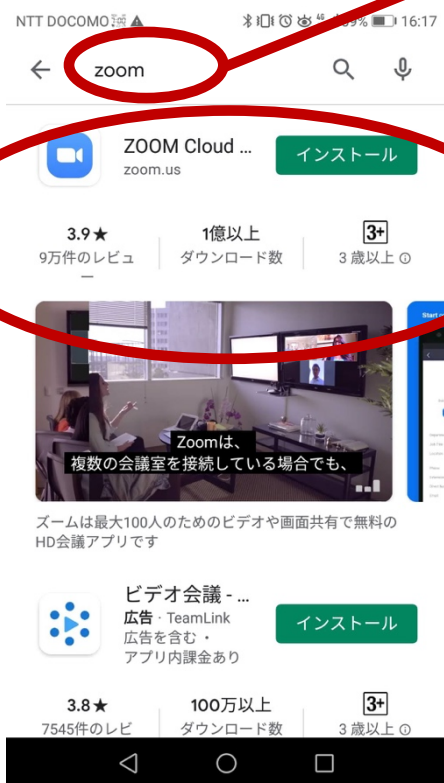 NTT DOCOMO 16:17
zoom
ZOOM Cloud ...
zoom.us
インストール
3.9★ 1億以上 3+
9万件のレビュ
ー
ダウンロード数 3 歳以上
Zoomは、
複数の会議室を接続している場合でも、
ズームは最大100人のためのビデオや画面共有で無料の
HD会議アプリです
ビデオ会議 - ...
広告 · TeamLink
広告を含む・
アプリ内課金あり
インストール
3.8★ 100万以上 3+
7545件のレビ ダウンロード数 3 歳以上